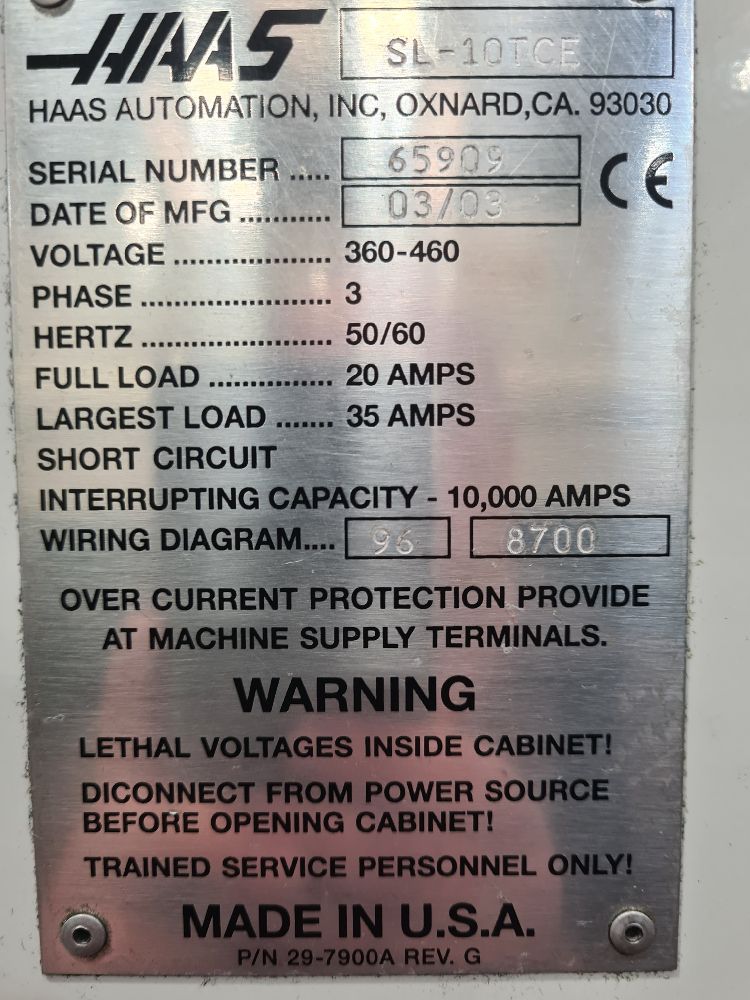 HAAS SL-10TCE
HAAS AUTOMATION, INC, OXNARD,CA. 93030
SERIAL NUMBER ..... 65909
DATE OF MFG ........... 03/03
CE
VOLTAGE ................... 360-460
PHASE ....................... 3
HERTZ ....................... 50/60
FULL LOAD ............... 20 AMPS
LARGEST LOAD ....... 35 AMPS
SHORT CIRCUIT
INTERRUPTING CAPACITY - 10,000 AMPS
WIRING DIAGRAM.... 96 8700
OVER CURRENT PROTECTION PROVIDE
AT MACHINE SUPPLY TERMINALS.
WARNING
LETHAL VOLTAGES INSIDE CABINET!
DICONNECT FROM POWER SOURCE
BEFORE OPENING CABINET!
TRAINED SERVICE PERSONNEL ONLY!
MADE IN U.S.A.
P/N 29-7900A REV. G